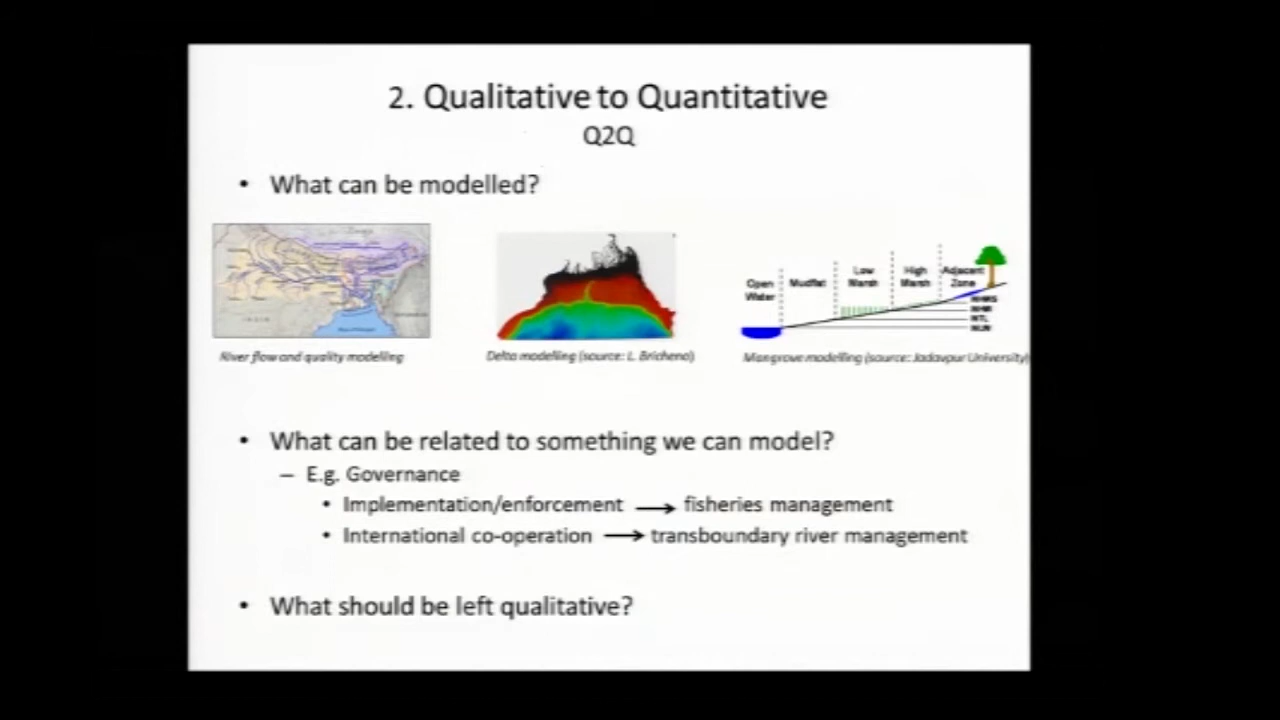 2. Qualitative to Quantitative
Q2Q
• What can be modelled?
Open Water
Mudflat
Low Marsh
High Marsh
Adjacent Zone
River flow and quality modelling
Delta modelling (source: L. Bricheno)
Mangrove modelling (source: Jadavpur University)
• What can be related to something we can model?
– E.g. Governance
• Implementation/enforcement → fisheries management
• International co-operation → transboundary river management
• What should be left qualitative?